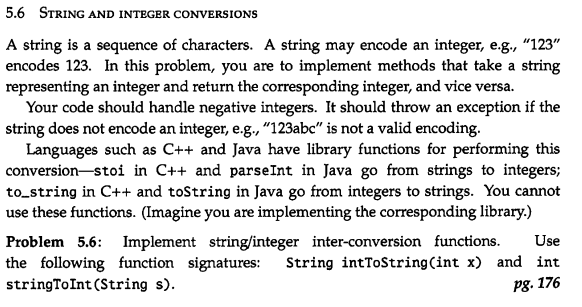 5.6 STRING AND INTEGER CONVERSIONS
A string is a sequence of characters. A string may encode an integer, e.g., "123"
encodes 123. In this problem, you are to implement methods that take a string
representing an integer and return the corresponding integer, and vice versa.
Your code should handle negative integers. It should throw an exception if the
string does not encode an integer, e.g., "123abc" is not a valid encoding.
Languages such as C++ and Java have library functions for performing this
conversion—stoi in C++ and parseInt in Java go from strings to integers;
to_string in C++ and toString in Java go from integers to strings. You cannot
use these functions. (Imagine you are implementing the corresponding library.)
Problem 5.6: Implement string/integer inter-conversion functions. Use
the following function signatures: String intToString(int x) and int
stringToInt(String s). pg. 176